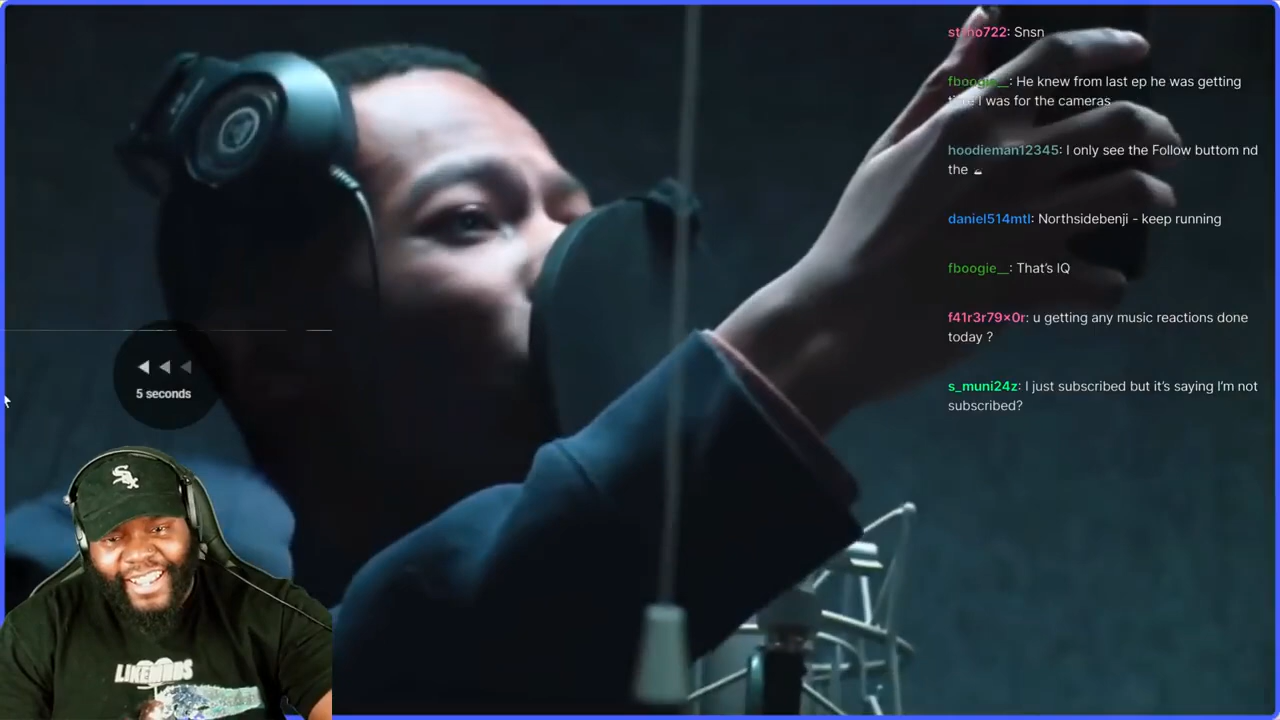 stono722: Snsn
fboogie__: He knew from last ep he was getting
I was for the cameras
hoodieman12345: I only see the Follow buttom nd
the
daniel514mtl: Northsidebenji - keep running
fboogie__: That's IQ
f41r3r79x0r: u getting any music reactions done
today ?
s_muni24z: I just subscribed but it's saying I'm not
subscribed?
5 seconds
SOX